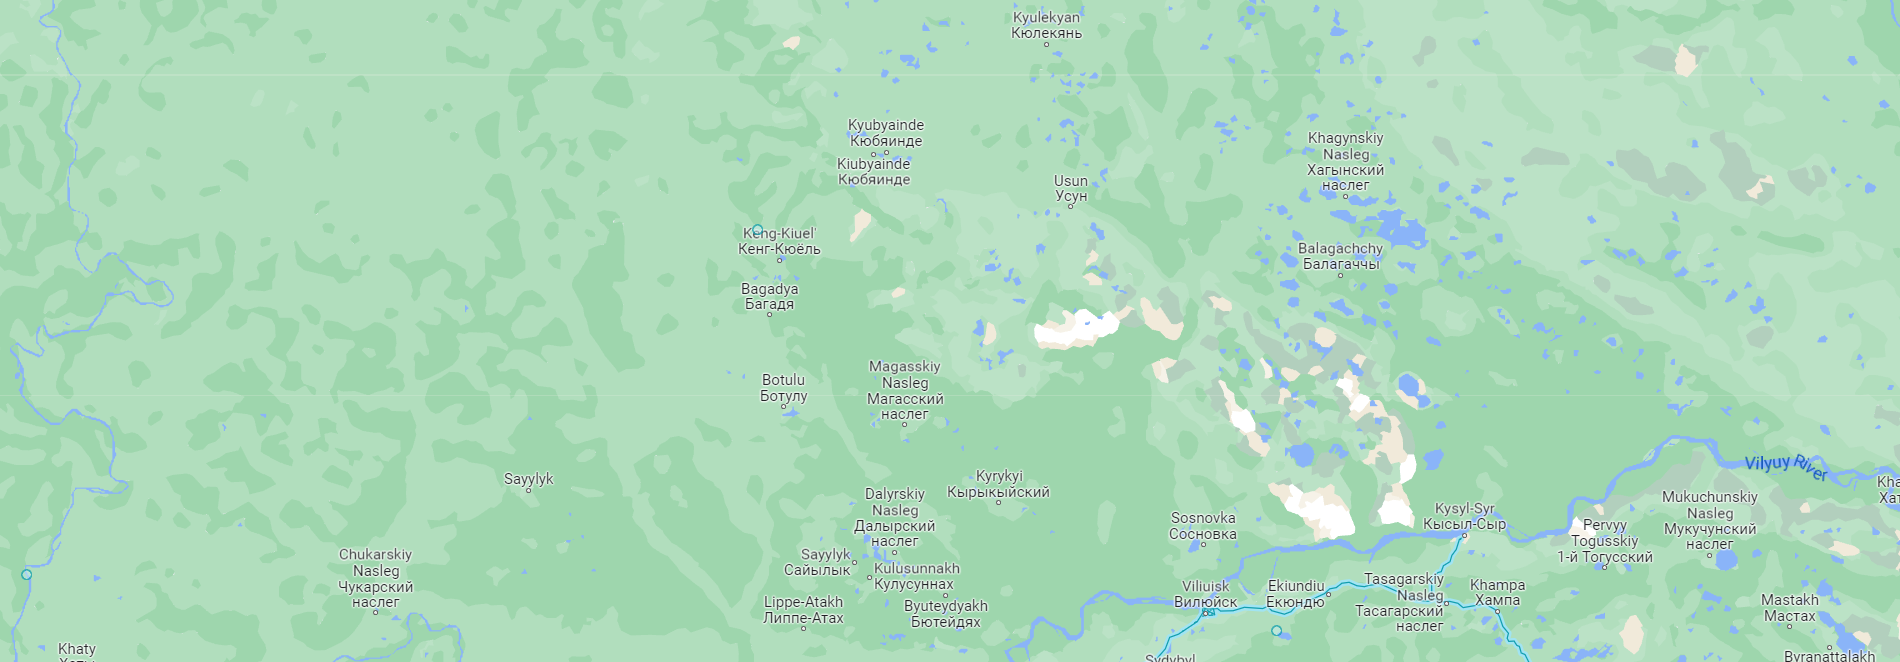 Kyulekyan
Кюлекянь
Kyubyainde
Кюбяинде
Kiubyainde
Кюбяинде
Khagynskiy
Nasleg
Хагынский
наслег
Usun
Усун
Keng-Kiuel'
Кенг-Кюёль
Balagachchy
Балагаччы
Bagadya
Багадя
Botulu
Ботулу
Magasskiy
Nasleg
Магасский
наслег
Vilyuy River
Sayylyk
Kyrykyi
Кырыкыйский
Dalyrskiy
Nasleg
Далырский
наслег
Sosnovka
Сосновка
Kysyl-Syr
Кысыл-Сыр
Mukuchunskiy
Nasleg
Мукучунский
наслег
Kha
Хат
Pervyy
Togusskiy
1-й Тогусский
Chukarskiy
Nasleg
Чукарский
наслег
Sayylyk
Сайылык
Kulusunnakh
Кулусуннах
Lippe-Atakh
Липпе-Атах
Byuteydyakh
Бютейдях
Viliuisk
Вилюйск
Ekiundiu
Екюндю
Tasagarskiy
Nasleg
Тасагарский
наслег
Khampa
Хампа
Mastakh
Мастах
Khaty
Sydybyl
Byranattalakh